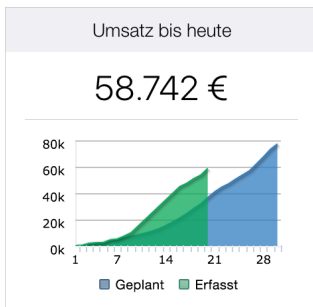 Umsatz bis heute
58.742 €
80k
60k
40k
20k
0k
1 7 14 21 28
Geplant Erfasst